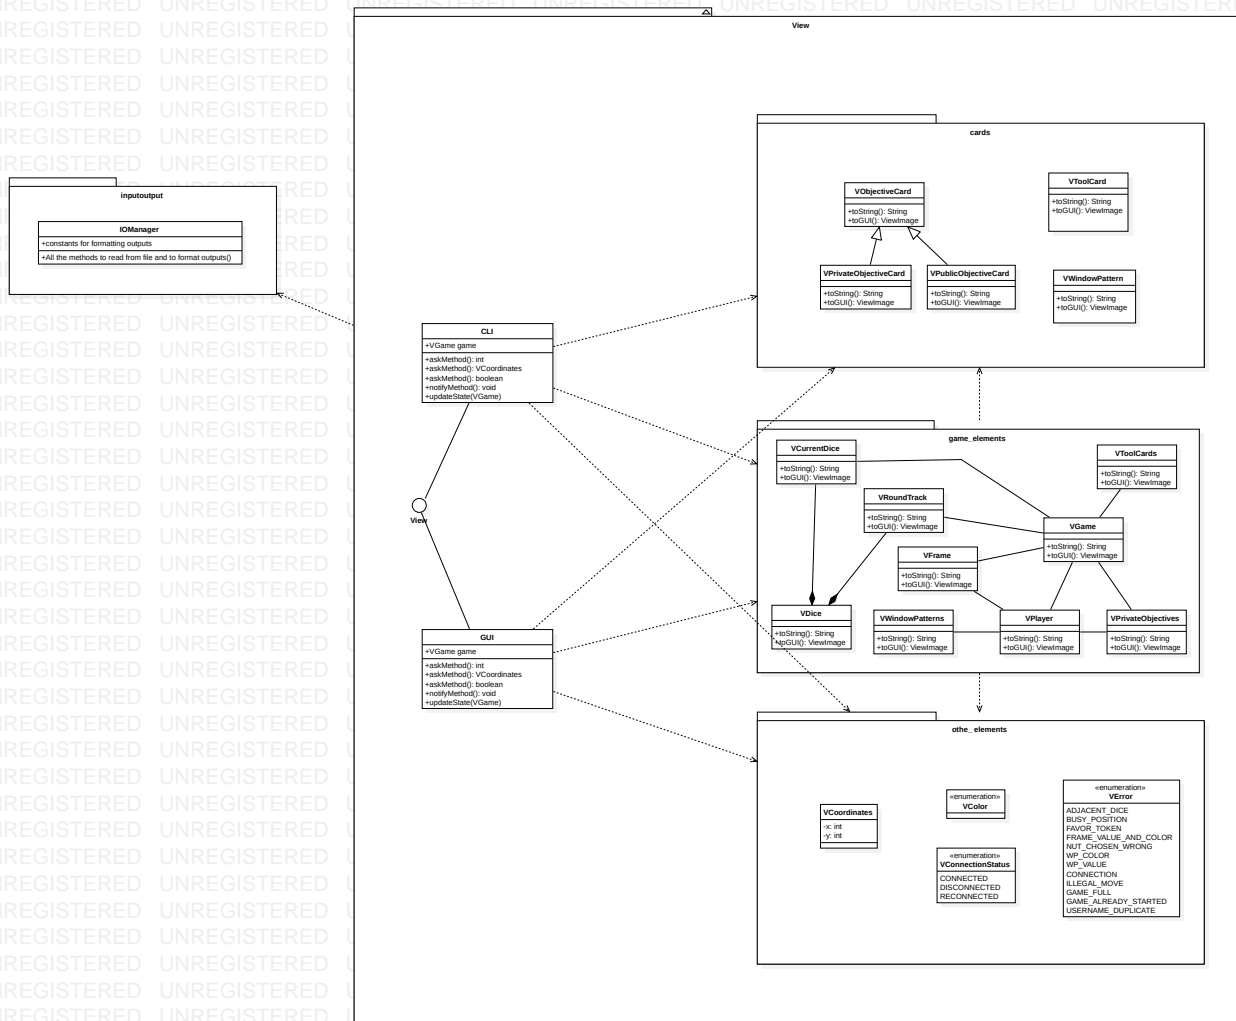 View
inputoutput
IOManager
+constants for formatting outputs
+All the methods to read from file and to format outputs()
CLI
+VGame game
+askMethod(): int
+askMethod(): VCoordinates
+askMethod(): boolean
+notifyMethod(): void
+updateState(VGame)
View
GUI
+VGame game
+askMethod(): int
+askMethod(): VCoordinates
+askMethod(): boolean
+notifyMethod(): void
+updateState(VGame)
cards
VObjectiveCard
+toString(): String
+toGUI(): ViewImage
VToolCard
+toString(): String
+toGUI(): ViewImage
VPrivateObjectiveCard
+toString(): String
+toGUI(): ViewImage
VPublicObjectiveCard
+toString(): String
+toGUI(): ViewImage
VWindowPattern
+toString(): String
+toGUI(): ViewImage
game_elements
VCurrentDice
+toString(): String
+toGUI(): ViewImage
VToolCards
+toString(): String
+toGUI(): ViewImage
VRoundTrack
+toString(): String
+toGUI(): ViewImage
VGame
+toString(): String
+toGUI(): ViewImage
VFrame
+toString(): String
+toGUI(): ViewImage
VDice
+toString(): String
+toGUI(): ViewImage
VWindowPatterns
+toString(): String
+toGUI(): ViewImage
VPlayer
+toString(): String
+toGUI(): ViewImage
VPrivateObjectives
+toString(): String
+toGUI(): ViewImage
othe_ elements
VCoordinates
-x: int
-y: int
«enumeration»
VColor
«enumeration»
VConnectionStatus
CONNECTED
DISCONNECTED
RECONNECTED
«enumeration»
VError
ADJACENT_DICE
BUSY_POSITION
FAVOR_TOKEN
FRAME_VALUE_AND_COLOR
NUT_CHOSEN_WRONG
WP_COLOR
WP_VALUE
CONNECTION
ILLEGAL_MOVE
GAME_FULL
GAME_ALREADY_STARTED
USERNAME_DUPLICATE